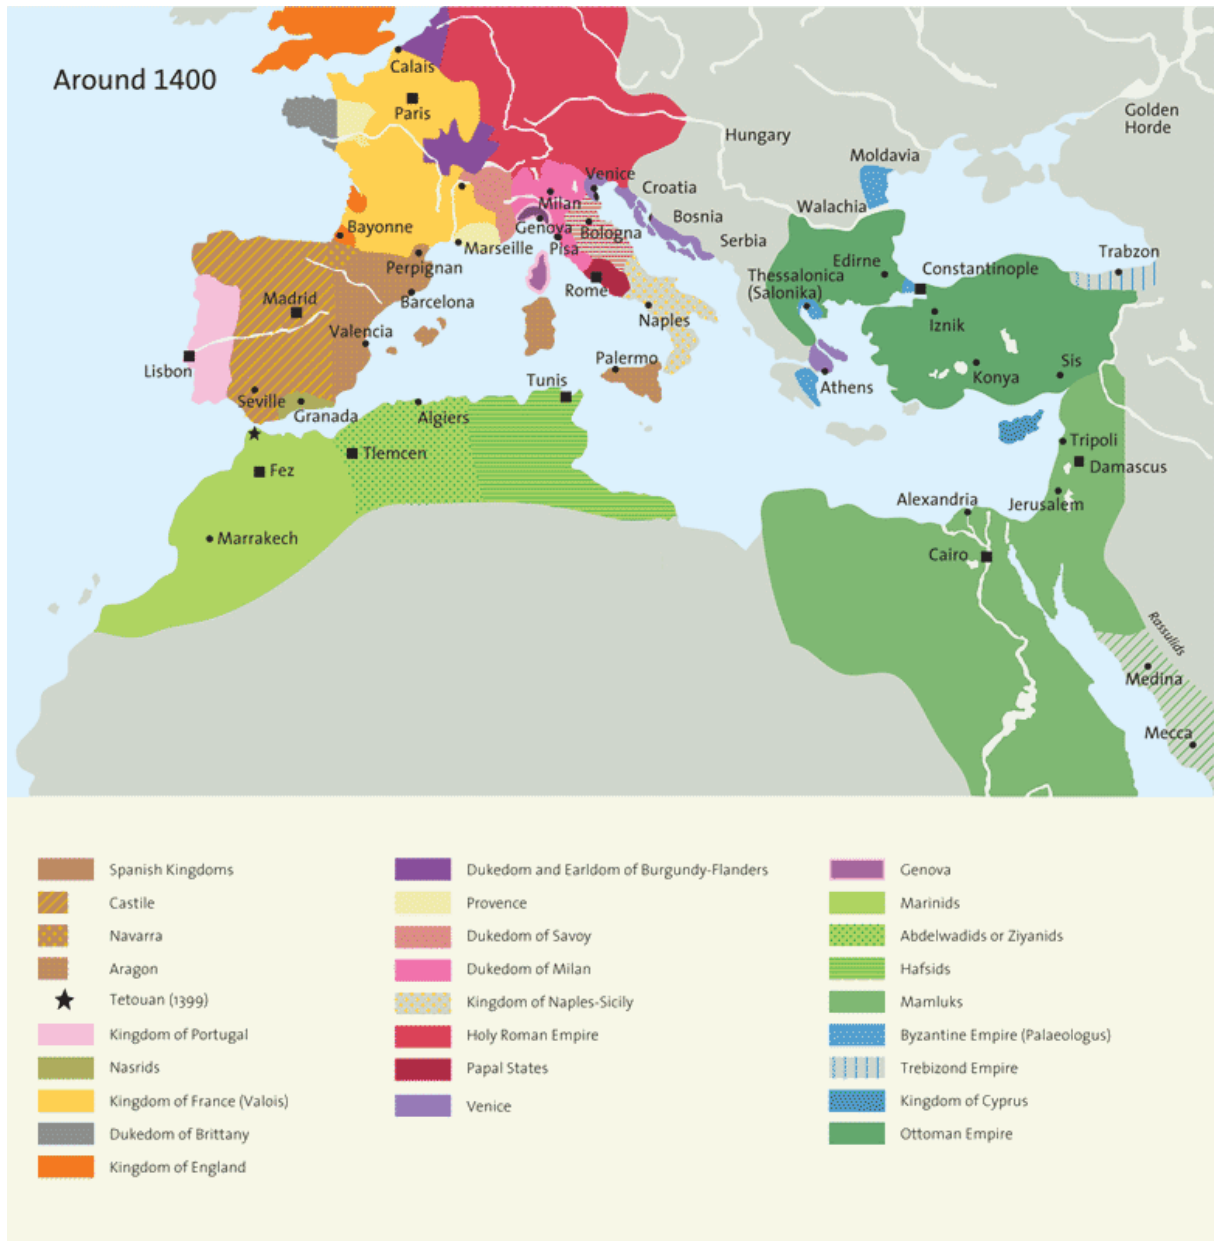 Around 1400
Calais
Paris
Golden
Horde
Hungary
Moldavia
Venice
Croatia
Milan
Walachia
Bosnia
Bayonne
Genova
Bologna
Serbia
Marseille
Pisa
Trabzon
Perpignan
Edirne
Constantinople
Thessalonica
(Salonika)
Rome
Madrid
Barcelona
Naples
Iznik
Valencia
Palermo
Sis
Lisbon
Konya
Tunis
Athens
Seville
Granada
Algiers
Tripoli
Tlemcen
Fez
Damascus
Alexandria
Jerusalem
Marrakech
Cairo
Rassulids
Medina
Mecca
Spanish Kingdoms
Castile
Navarra
Aragon
Tetouan (1399)
Kingdom of Portugal
Nasrids
Kingdom of France (Valois)
Dukedom of Brittany
Kingdom of England
Dukedom and Earldom of Burgundy-Flanders
Provence
Dukedom of Savoy
Dukedom of Milan
Kingdom of Naples-Sicily
Holy Roman Empire
Papal States
Venice
Genova
Marinids
Abdelwadids or Ziyanids
Hafsids
Mamluks
Byzantine Empire (Palaeologus)
Trebizond Empire
Kingdom of Cyprus
Ottoman Empire